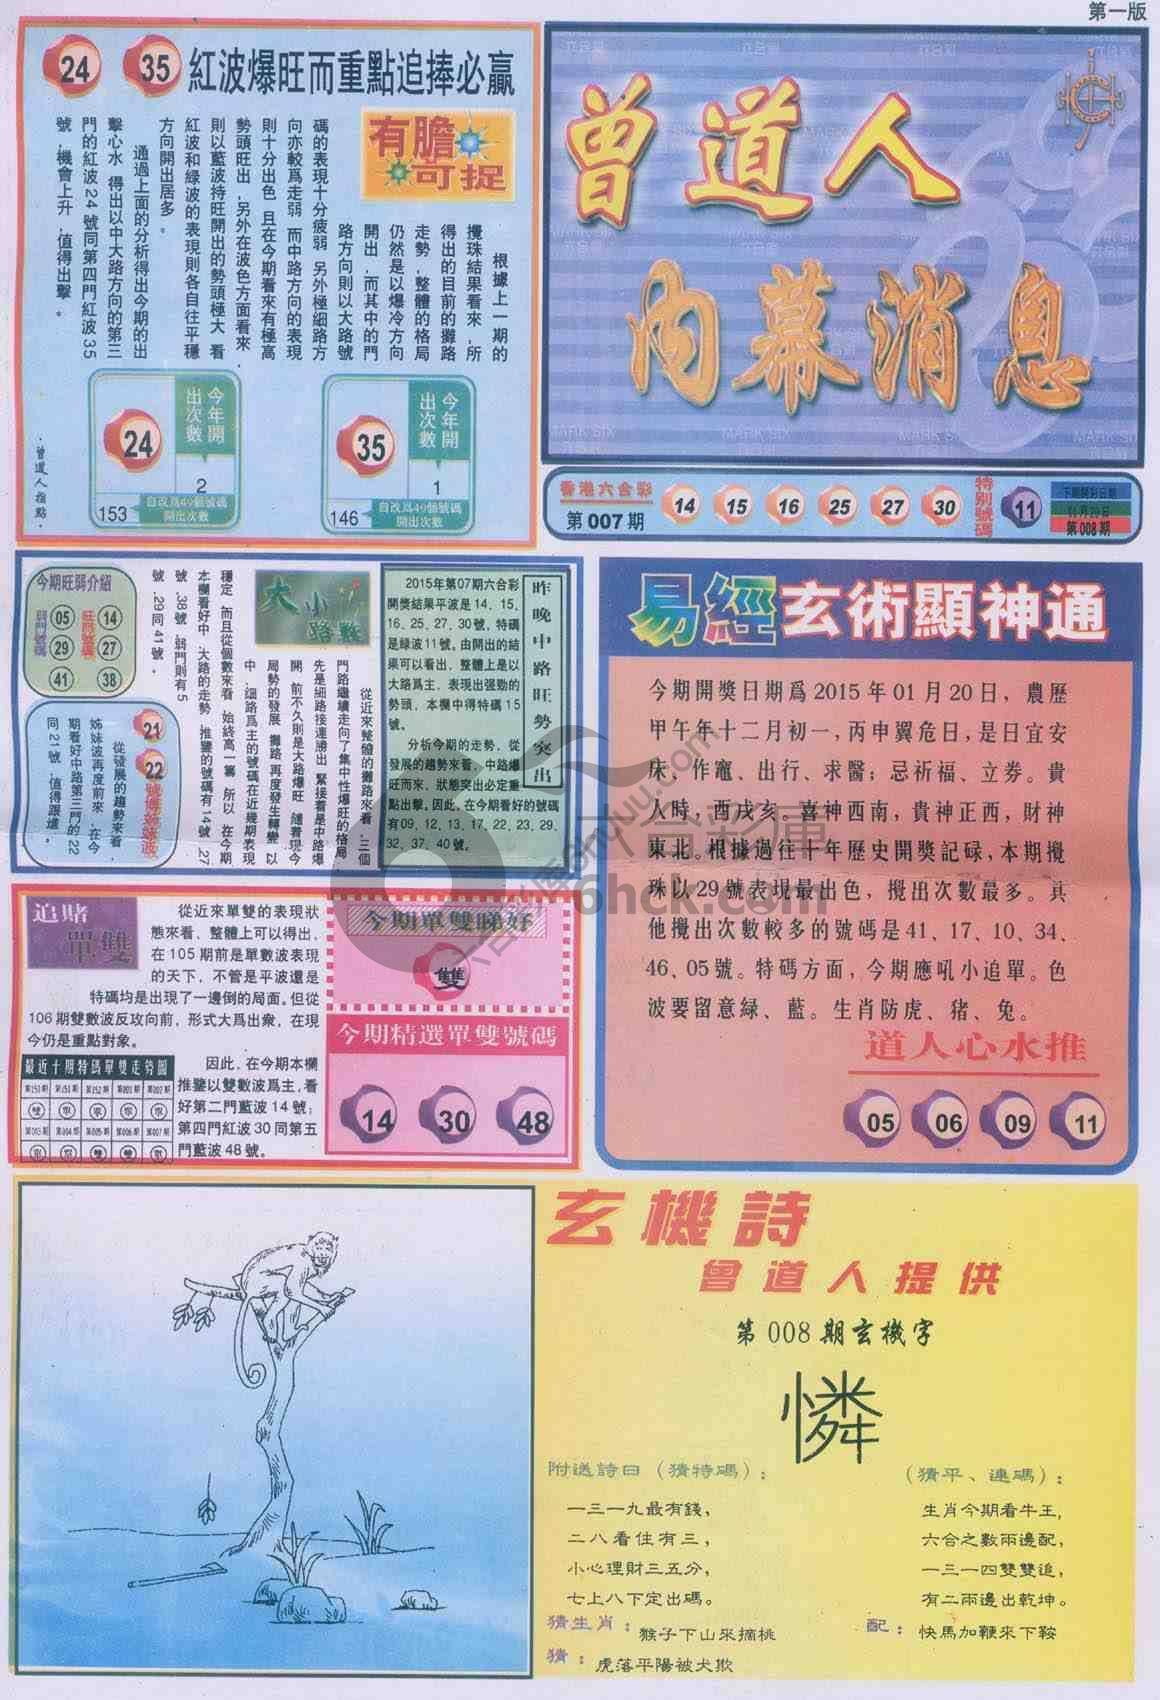 第一版
24 35 紅波爆旺而重點追捧必贏
有膽可捉
根據上一期的
攪珠結果看來,所
得出的目前的攤路
走勢,整體的格局
仍然是以爆冷方向
開出,而其中的門
路方向則以大路號
碼的表現十分疲弱,另外極細路方
向亦較爲走弱,而中路方向的表現
則十分出色,且在今期看來有極高
勢頭旺出,另外在波色方面看來
則以藍波持旺開出的勢頭極大,看
紅波和綠波的表現則各自往平穩
方向開出居多。
通過上面的分析得出今期的出
擊心水,得出以中大路方向的第三
門的紅波24號同第四門紅波35
號,機會上升,值得出擊。
·曾道人指點·
24
今年開出次數
2
153
自改爲49個號碼
開出次數
35
今年開出次數
1
146
自改爲49個號碼
開出次數
曾道人
內幕消息
香港六合彩
第007期
14 15 16 25 27 30
特別號碼
11
下期開彩日期
01月20日
第008期
今期旺弱介紹
弱門號碼
05
29
41
旺門號碼
14
27
38
大小路數
從近來整體的攤路來看,三個
門路繼續走向了集中性爆旺的格局,
先是細路接連勝出,緊接着是中路爆
開,前不久則是大路爆旺,隨着現今
局勢的發展,攤路再度發生轉變,以
中、細路爲主的號碼在近幾期表現
穩定,而且從個數來看,始終高一籌,所以,在今期
本欄看好中、大路的走勢,推鑒的號碼有14號、27
號、38號,弱門則有5
號、29同41號。
21
22
號博姊妹波
從發展的趨勢來看,
姊妹波再度前來,在今
期看好中路第三門的22
同21號,值得跟進。
昨晚中路旺勢突出
2015年第07期六合彩
開獎結果平波是14、15、
16、25、27、30號,特碼
是綠波11號。由開出的結
果可以看出,整體上是以
大路爲主,表現出强勁的
勢頭,本欄中得特碼15
號。
分析今期的走勢,從
發展的趨勢來看,中路爆
旺而來,狀態突出必定重
點出擊。因此,在今期看好的號碼
有09、12、13、17、22、23、29、
32、37、40號。
易經玄術顯神通
今期開獎日期爲2015年01月20日，農歷
甲午年十二月初一，丙申翼危日，是日宜安
床，作竈、出行、求醫；忌祈福、立券。貴
人時，酉戌亥。喜神西南，貴神正西，財神
東北。根據過往十年歷史開獎記碌，本期攪
珠以29號表現最出色，攪出次數最多。其
他攪出次數較多的號碼是41、17、10、34、
46、05號。特碼方面，今期應吼小追單。色
波要留意緑、藍。生肖防虎、猪、兔。
道人心水推
05 06 09 11
追賭單雙
從近來單雙的表現狀
態來看、整體上可以得出，
在105期前是單數波表現
的天下，不管是平波還是
特碼均是出現了一邊倒的局面。但從
106期雙數波反攻向前，形式大爲出衆，在現
今仍是重點對象。
因此，在今期本欄
推鑒以雙數波爲主，看
好第二門藍波14號；
第四門紅波30同第五
門藍波48號。
最近十期特碼單雙走勢圖
今期單雙睇好
雙
今期精選單雙號碼
14 30 48
玄機詩
曾道人提供
第008期玄機字
憐
附送詩曰（猜特碼）：
一三一九最有錢，
二八看住有三，
小心理財三五分，
七上八下定出碼。
（猜平、連碼）：
生肖今期看牛王，
六合之數兩邊配，
一三一四雙雙追，
有二兩邊出乾坤。
猜生肖：猴子下山來摘桃
配：快馬加鞭來下鞍
猜：虎落平陽被犬欺
六合彩庫
6hck.com